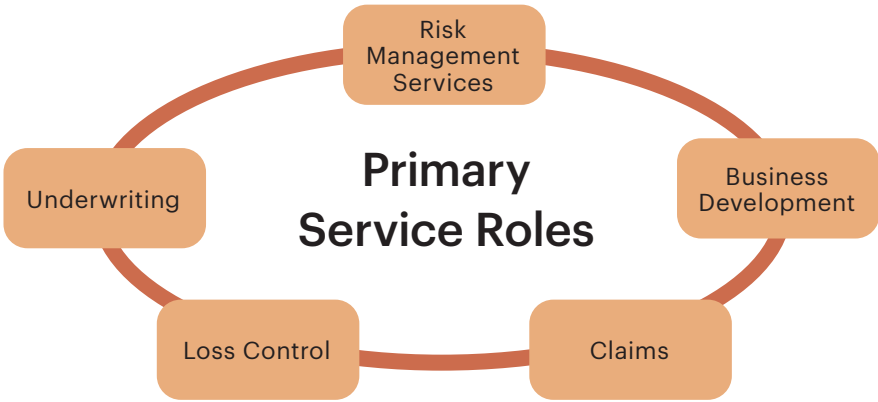 Risk
Management
Services
Primary
Service Roles
Business
Development
Underwriting
Loss Control
Claims